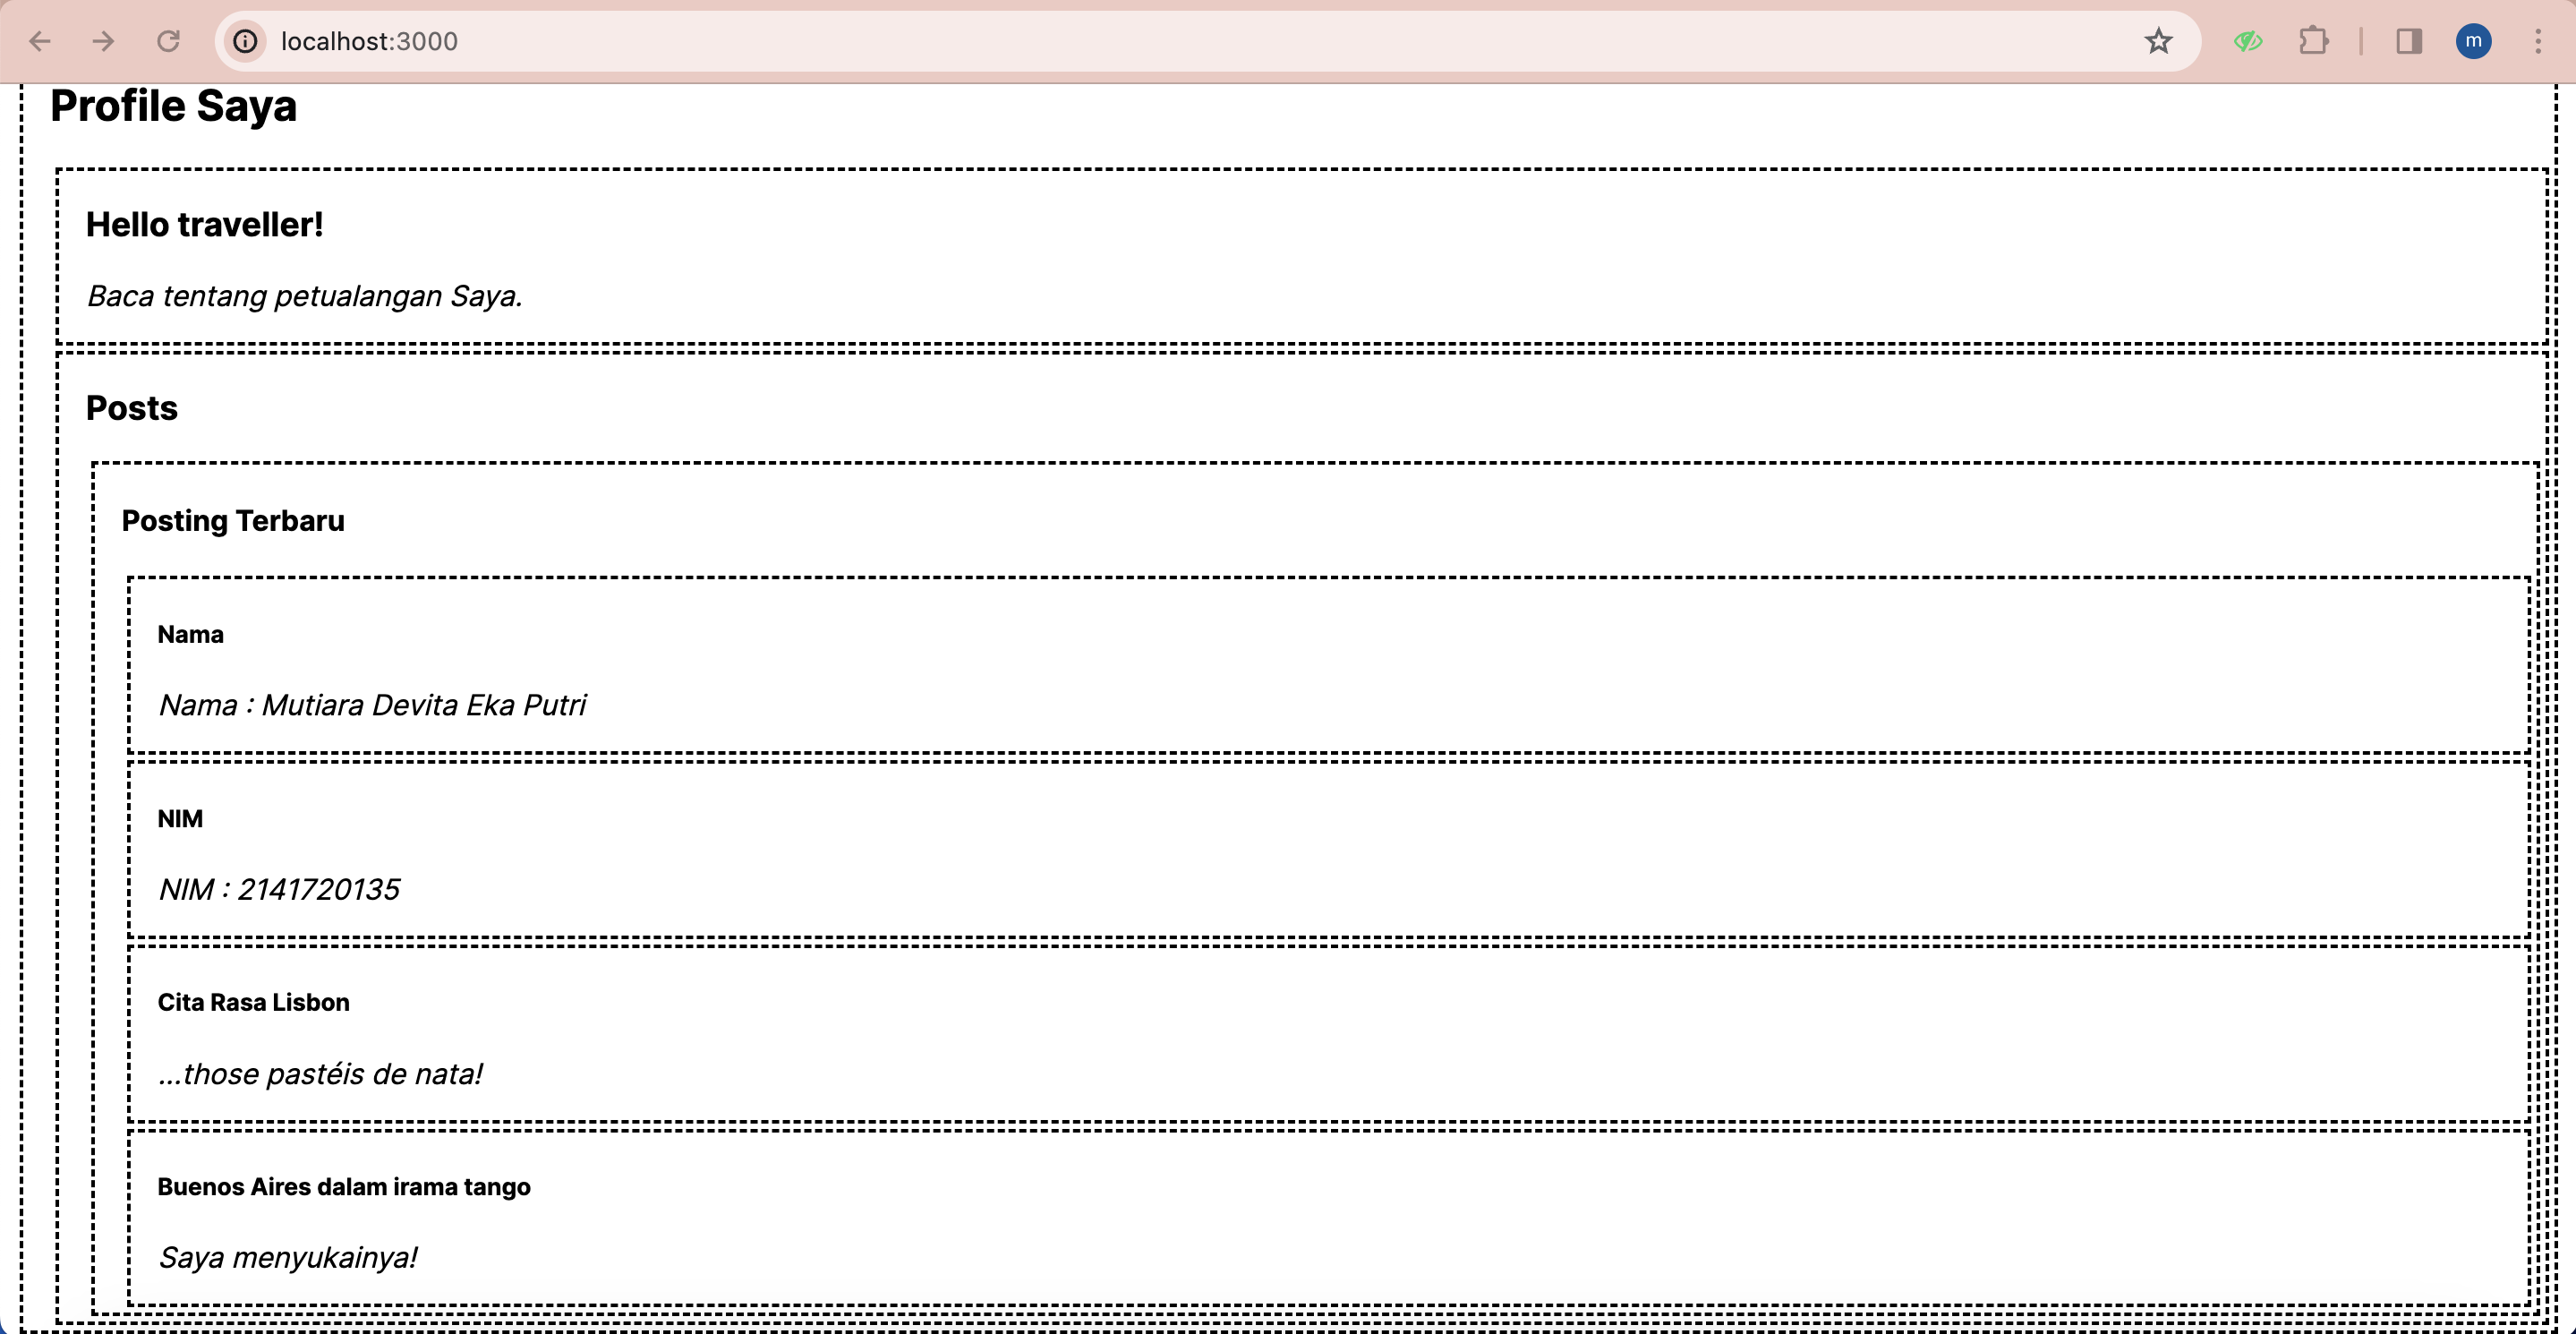 localhost:3000
m
Profile Saya
Hello traveller!
Baca tentang petualangan Saya.
Posts
Posting Terbaru
Nama
Nama : Mutiara Devita Eka Putri
NIM
NIM : 2141720135
Cita Rasa Lisbon
...those pastéis de nata!
Buenos Aires dalam irama tango
Saya menyukainya!